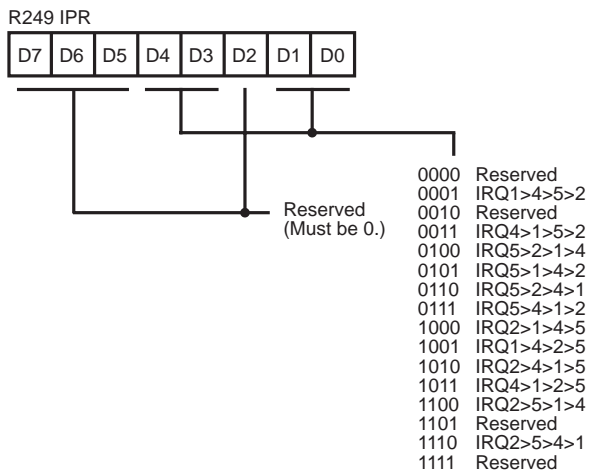 R249 IPR
D7 D6 D5 D4 D3 D2 D1 D0
Reserved
(Must be 0.)
0000 Reserved
0001 IRQ1>4>5>2
0010 Reserved
0011 IRQ4>1>5>2
0100 IRQ5>2>1>4
0101 IRQ5>1>4>2
0110 IRQ5>2>4>1
0111 IRQ5>4>1>2
1000 IRQ2>1>4>5
1001 IRQ1>4>2>5
1010 IRQ2>4>1>5
1011 IRQ4>1>2>5
1100 IRQ2>5>1>4
1101 Reserved
1110 IRQ2>5>4>1
1111 Reserved